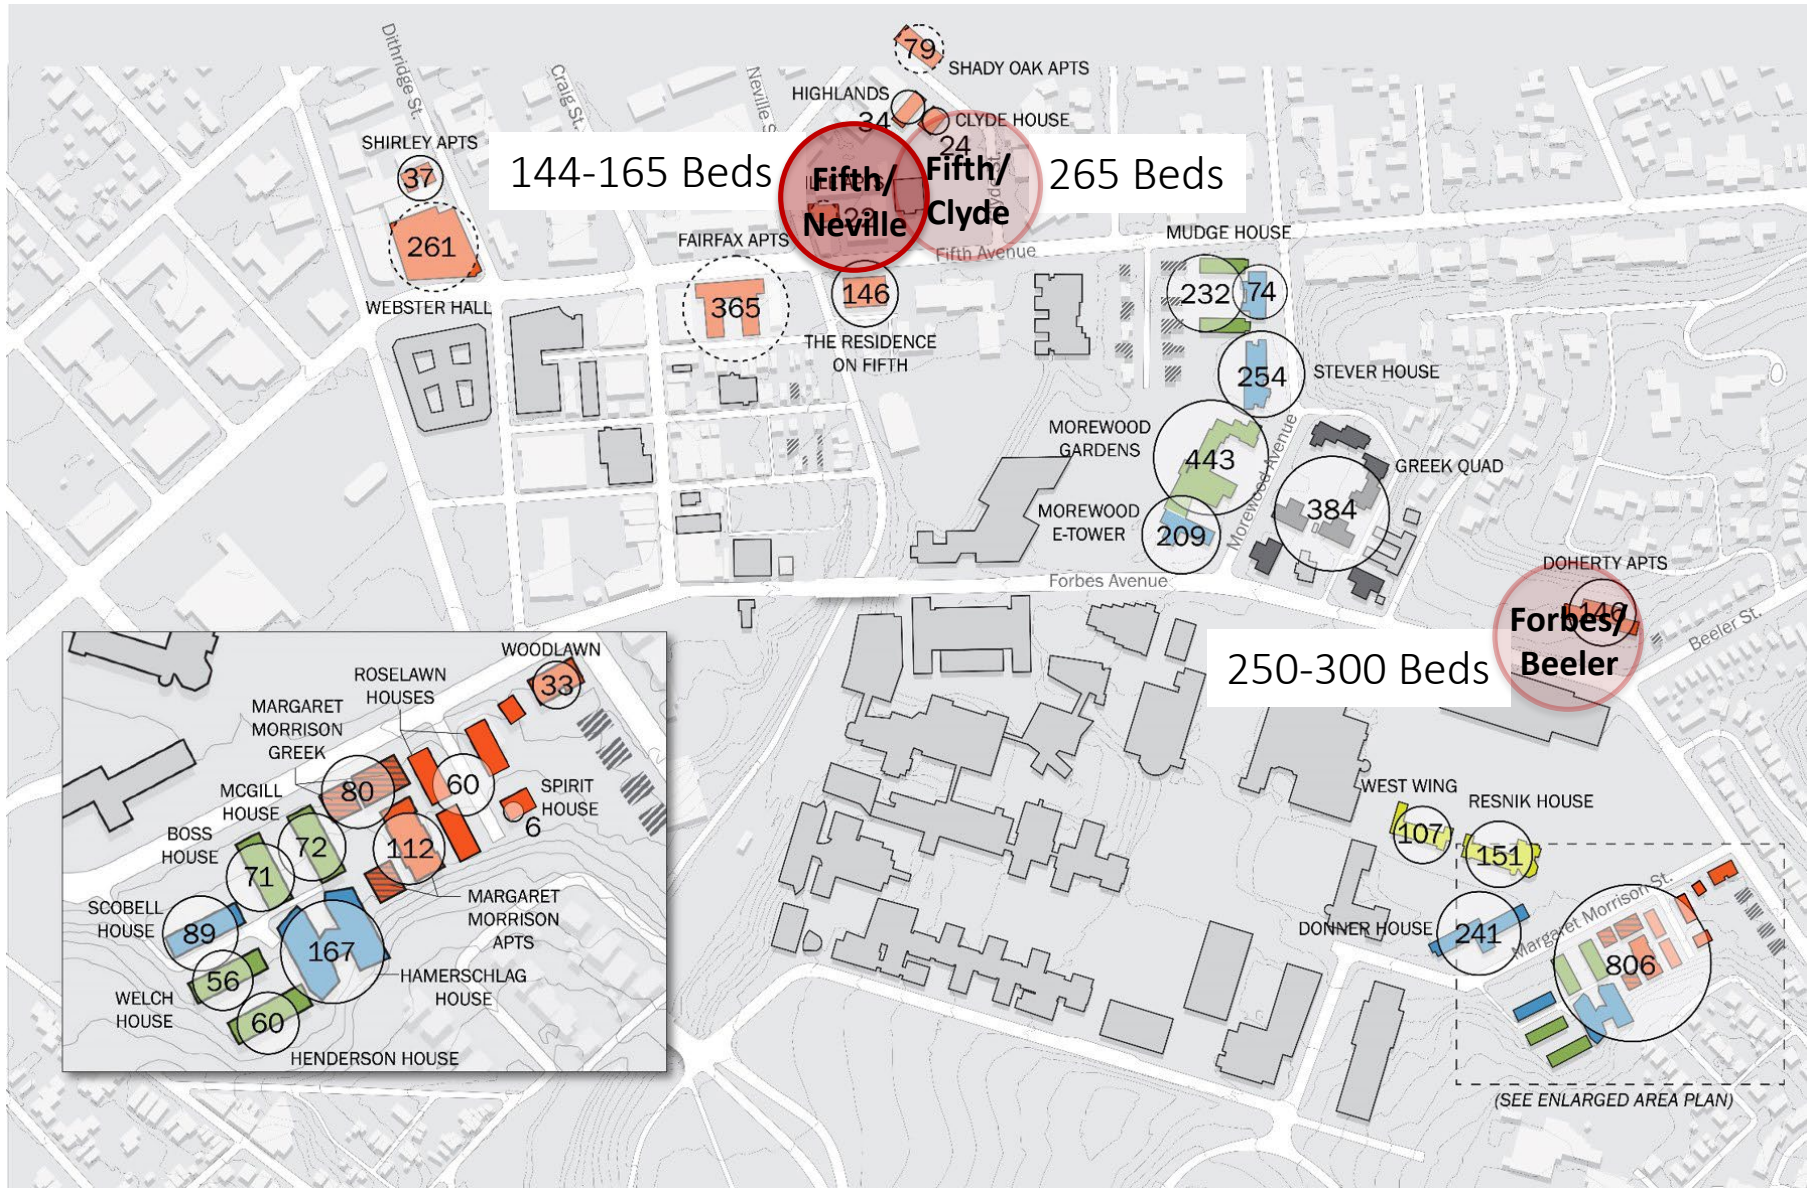 79
SHADY OAK APTS
HIGHLANDS
34
CLYDE HOUSE
24
Dithridge St.
Craig St.
Neville S
SHIRLEY APTS
37
144-165 Beds
Fifth/
Neville
22
Fifth/
Clyde
265 Beds
261
WEBSTER HALL
FAIRFAX APTS
365
146
THE RESIDENCE
ON FIFTH
Fifth Avenue
MUDGE HOUSE
232
74
254
STEVER HOUSE
MOREWOOD
GARDENS
443
Morewood Avenue
GREEK QUAD
384
MOREWOOD
E-TOWER
209
Forbes Avenue
DOHERTY APTS
146
Forbes/
Beeler
Beeler St.
250-300 Beds
WOODLAWN
33
ROSELAWN
HOUSES
60
MARGARET
MORRISON
GREEK
80
SPIRIT
HOUSE
6
MCGILL
HOUSE
72
BOSS
HOUSE
71
112
MARGARET
MORRISON
APTS
SCOBELL
HOUSE
89
167
HAMERSCHLAG
HOUSE
56
WELCH
HOUSE
60
HENDERSON HOUSE
WEST WING
107
RESNIK HOUSE
151
DONNER HOUSE
241
Margaret Morrison St.
806
(SEE ENLARGED AREA PLAN)